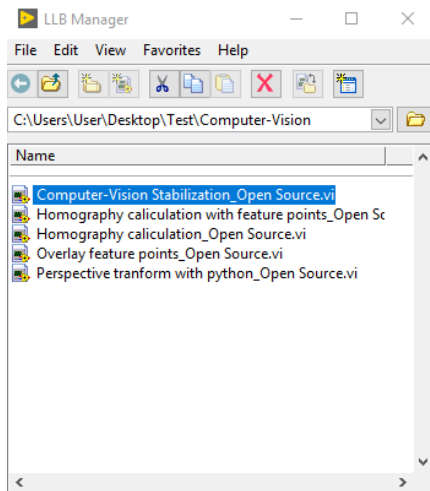 LLB Manager
File Edit View Favorites Help
C:\Users\User\Desktop\Test\Computer-Vision
Name
Computer-Vision Stabilization_Open Source.vi
Homography caliculation with feature points_Open Sc
Homography caliculation_Open Source.vi
Overlay feature points_Open Source.vi
Perspective tranform with python_Open Source.vi